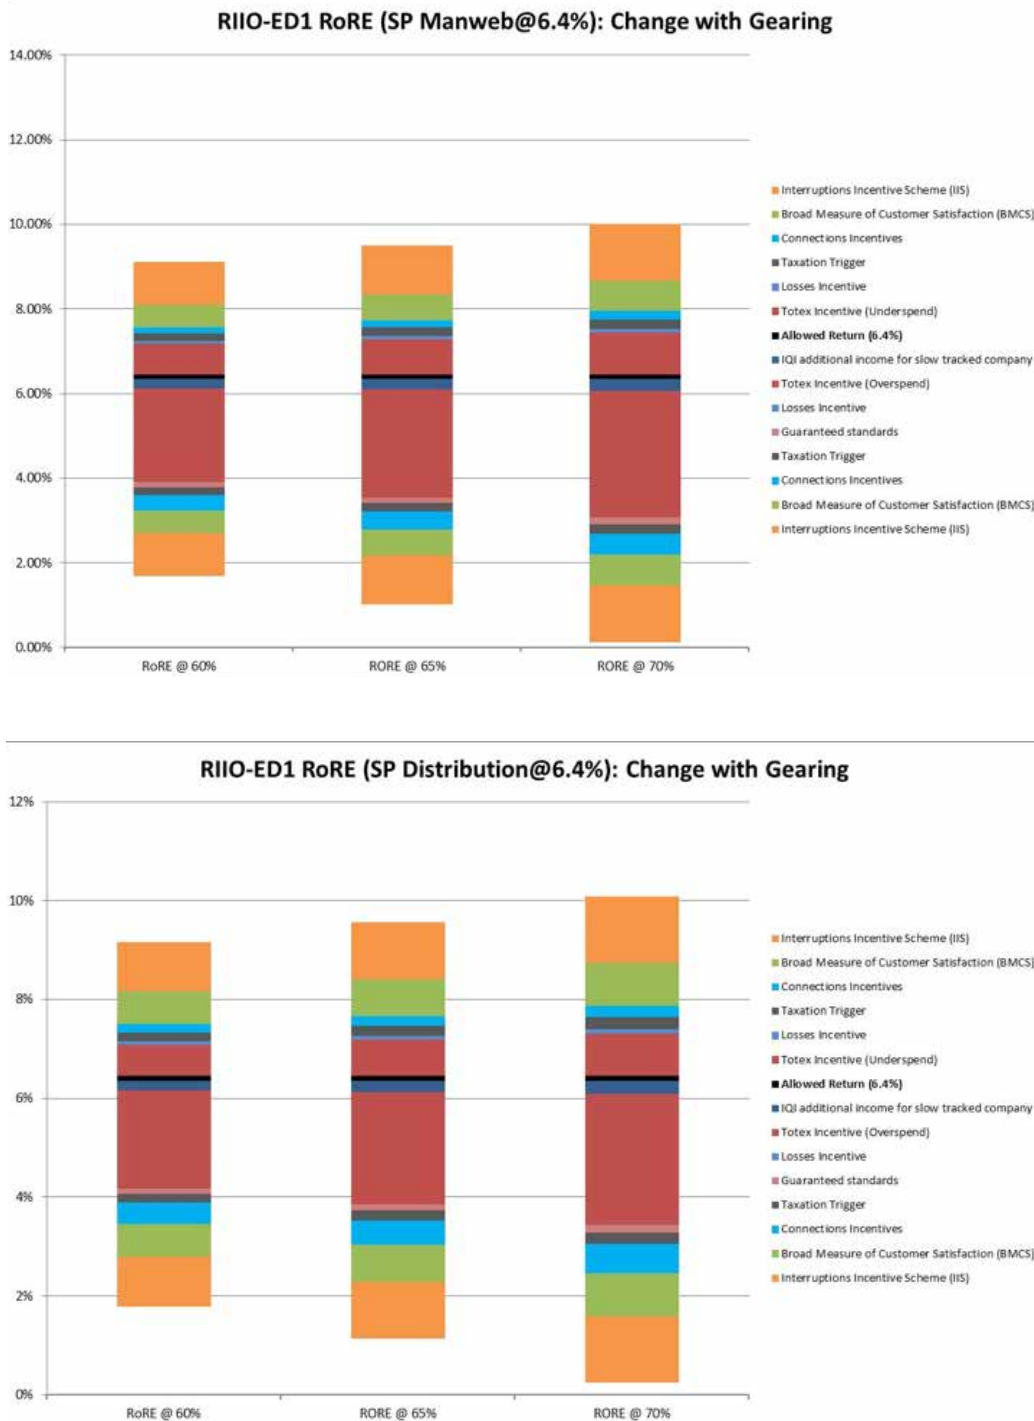 RIIO-ED1 RoRE (SP Manweb@6.4%): Change with Gearing
14.00%
12.00%
10.00%
8.00%
6.00%
4.00%
2.00%
0.00%
RoRE @ 60%
RORE @ 65%
RORE @ 70%
Interruptions Incentive Scheme (IIS)
Broad Measure of Customer Satisfaction (BMCS)
Connections Incentives
Taxation Trigger
Losses Incentive
Totex Incentive (Underspend)
Allowed Return (6.4%)
IQI additional income for slow tracked company
Totex Incentive (Overspend)
Losses Incentive
Guaranteed standards
Taxation Trigger
Connections Incentives
Broad Measure of Customer Satisfaction (BMCS)
Interruptions Incentive Scheme (IIS)
RIIO-ED1 RoRE (SP Distribution@6.4%): Change with Gearing
12%
10%
8%
6%
4%
2%
0%
RoRE @ 60%
RORE @ 65%
RORE @ 70%
Interruptions Incentive Scheme (IIS)
Broad Measure of Customer Satisfaction (BMCS)
Connections Incentives
Taxation Trigger
Losses Incentive
Totex Incentive (Underspend)
Allowed Return (6.4%)
IQI additional income for slow tracked company
Totex Incentive (Overspend)
Losses Incentive
Guaranteed standards
Taxation Trigger
Connections Incentives
Broad Measure of Customer Satisfaction (BMCS)
Interruptions Incentive Scheme (IIS)